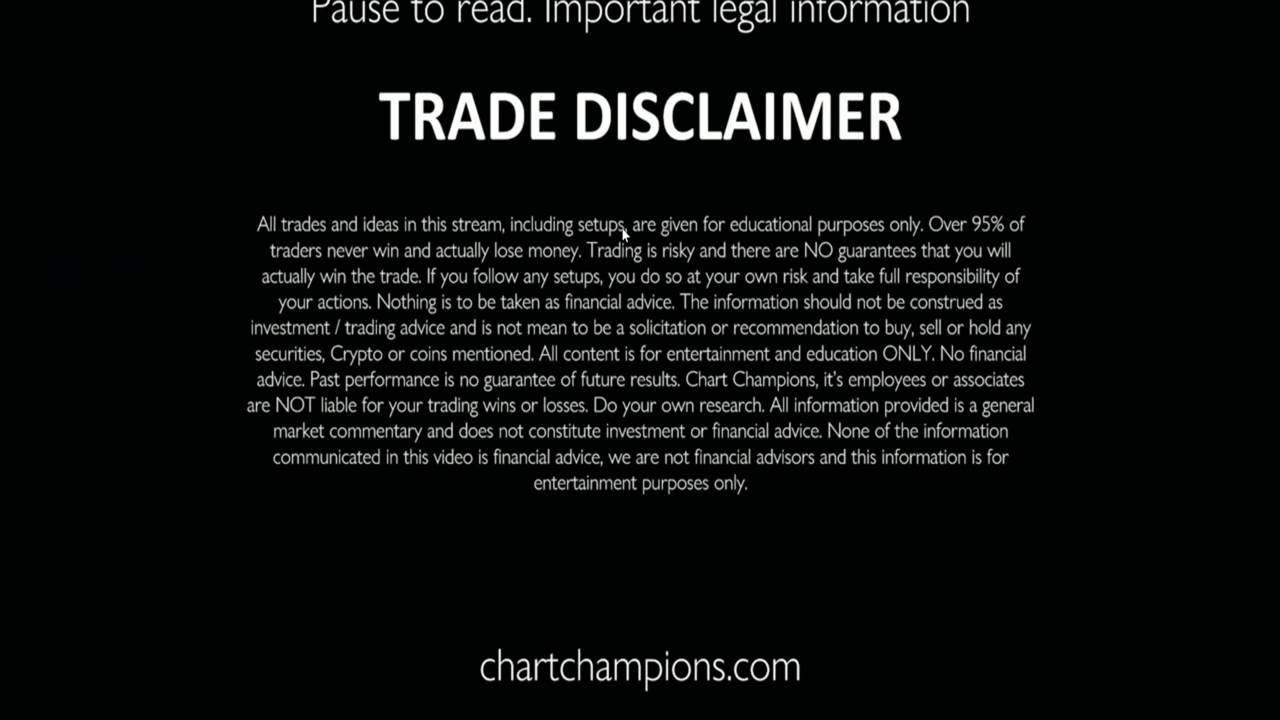 Pause to read. Important legal information
TRADE DISCLAIMER
All trades and ideas in this stream, including setups, are given for educational purposes only. Over 95% of
traders never win and actually lose money. Trading is risky and there are NO guarantees that you will
actually win the trade. If you follow any setups, you do so at your own risk and take full responsibility of
your actions. Nothing is to be taken as financial advice. The information should not be construed as
investment / trading advice and is not mean to be a solicitation or recommendation to buy, sell or hold any
securities, Crypto or coins mentioned. All content is for entertainment and education ONLY. No financial
advice. Past performance is no guarantee of future results. Chart Champions, it's employees or associates
are NOT liable for your trading wins or losses. Do your own research. All information provided is a general
market commentary and does not constitute investment or financial advice. None of the information
communicated in this video is financial advice, we are not financial advisors and this information is for
entertainment purposes only.
chartchampions.com